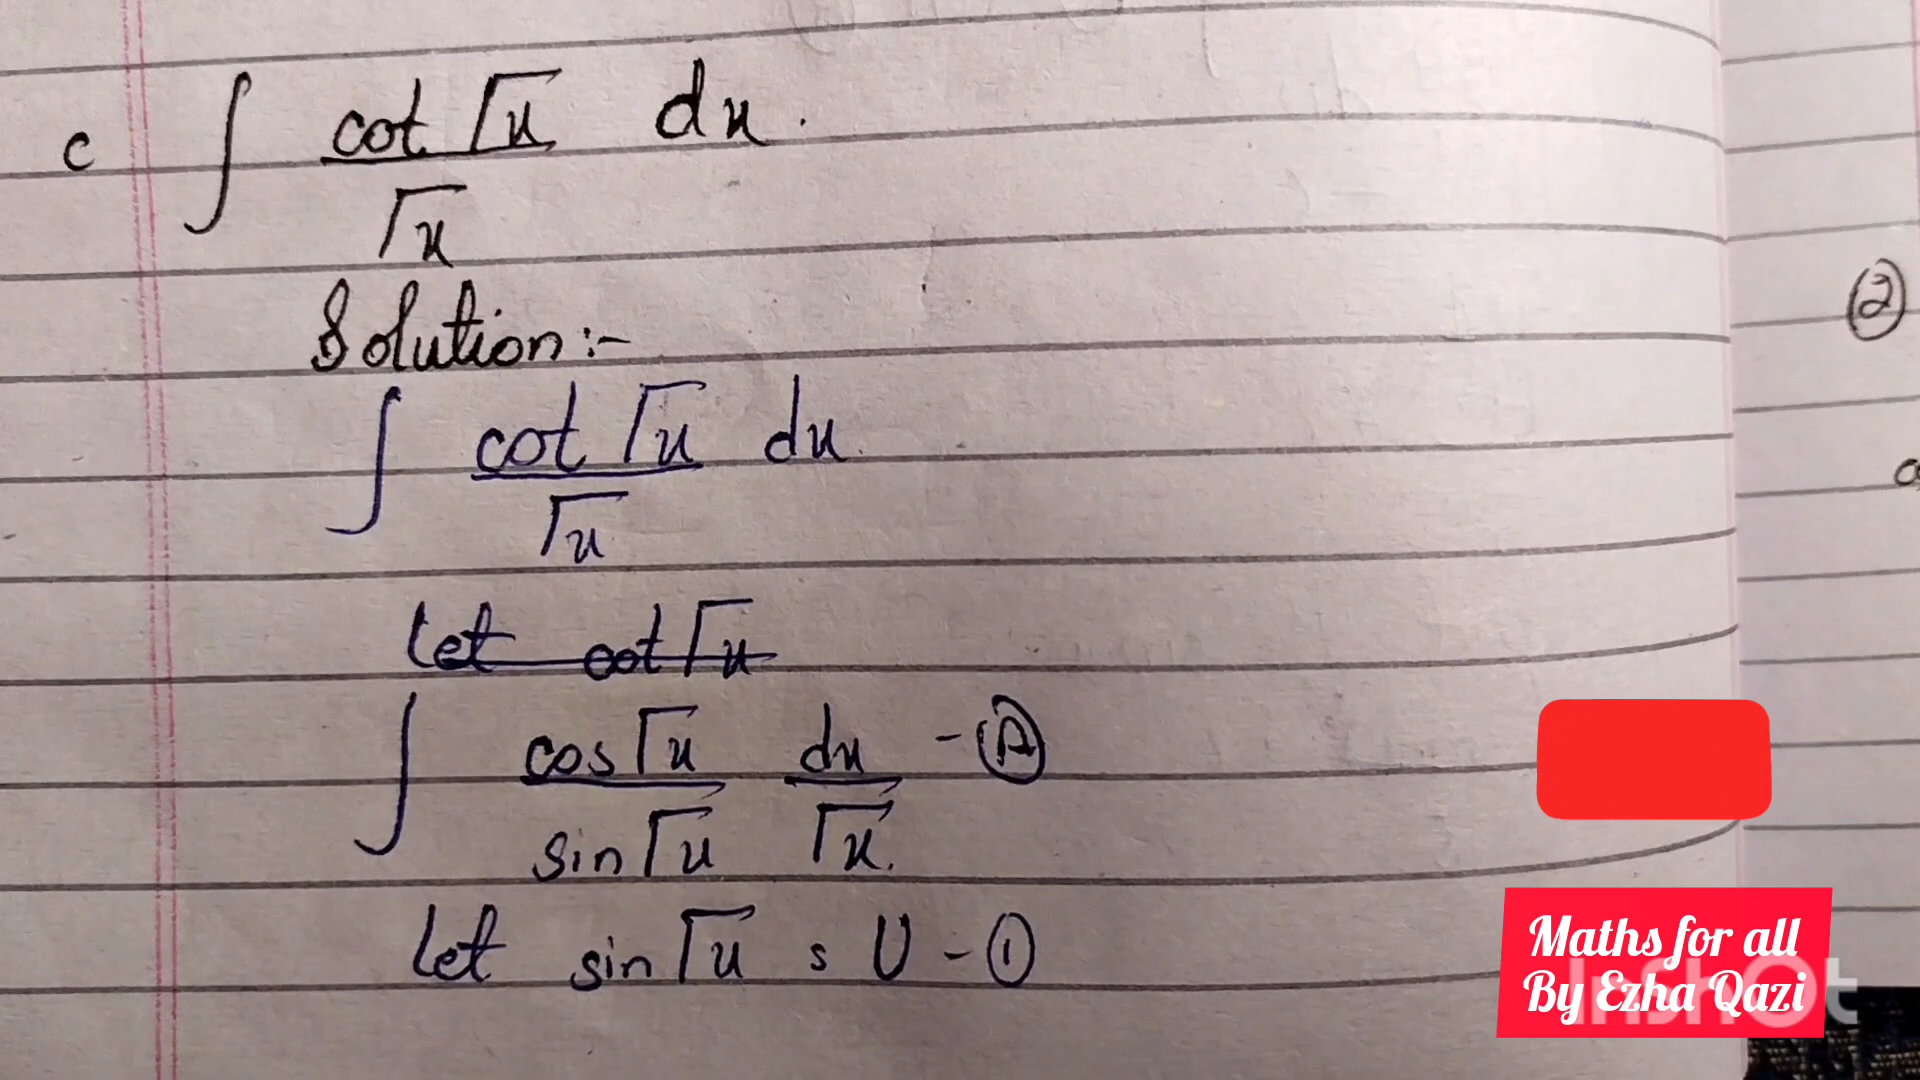 c ∫ cot √x dx.
√x
Solution:-
∫ cot √x dx.
√x
Let cot √x
∫ cos √x dx - Ⓐ
sin √x √x.
Let sin √x = U - ①
②
Maths for all
By Ezha Qazi
InShOt